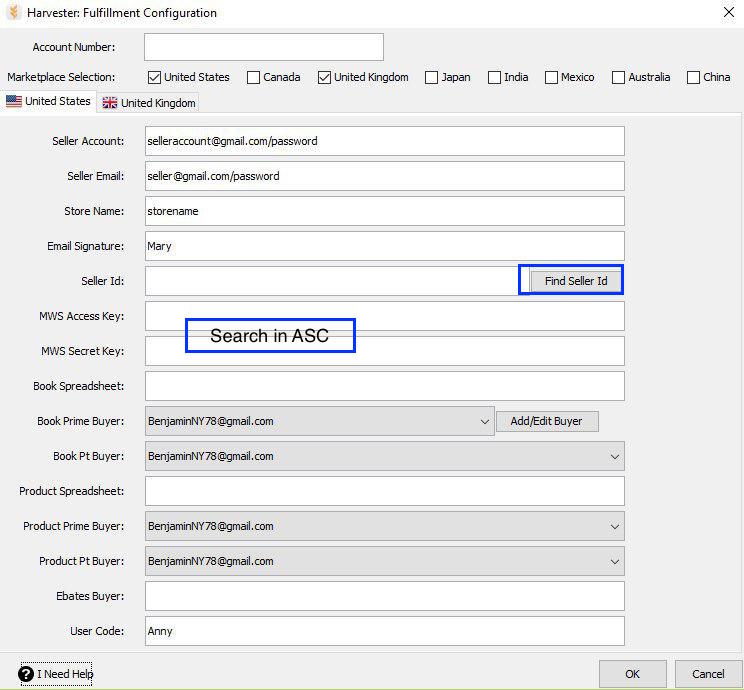 Harvester: Fulfillment Configuration
Account Number:
Marketplace Selection: United States Canada United Kingdom Japan India Mexico Australia China
United States United Kingdom
Seller Account: selleraccount@gmail.com/password
Seller Email: seller@gmail.com/password
Store Name: storename
Email Signature: Mary
Seller Id: Find Seller Id
MWS Access Key:
Search in ASC
MWS Secret Key:
Book Spreadsheet:
Book Prime Buyer: BenjaminNY78@gmail.com Add/Edit Buyer
Book Pt Buyer: BenjaminNY78@gmail.com
Product Spreadsheet:
Product Prime Buyer: BenjaminNY78@gmail.com
Product Pt Buyer: BenjaminNY78@gmail.com
Ebates Buyer:
User Code: Anny
? I Need Help OK Cancel